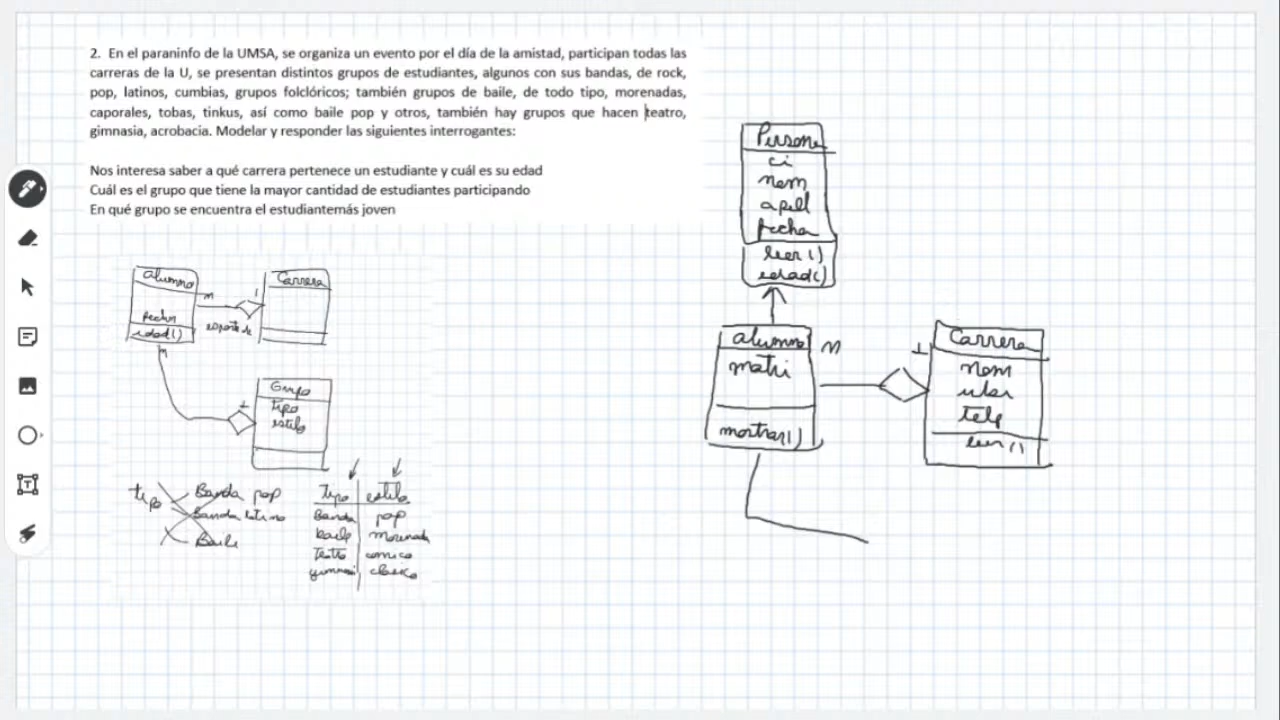 2. En el paraninfo de la UMSA, se organiza un evento por el día de la amistad, participan todas las
carreras de la U, se presentan distintos grupos de estudiantes, algunos con sus bandas, de rock,
pop, latinos, cumbias, grupos folclóricos; también grupos de baile, de todo tipo, morenadas,
caporales, tobas, tinkus, así como baile pop y otros, también hay grupos que hacen teatro,
gimnasia, acrobacia. Modelar y responder las siguientes interrogantes:
Nos interesa saber a qué carrera pertenece un estudiante y cuál es su edad
Cuál es el grupo que tiene la mayor cantidad de estudiantes participando
En qué grupo se encuentra el estudiantemás joven
alumno
fecha
edad()
m
es parte de
1
Carrera
m
1
Grupo
tipo
estilo
tipo
Banda pop
Banda latino
Baile
tipo estilo
Banda pop
baile morenada
teatro comico
clasico
Persona
ci
nom
apell
fecha
leer()
edad()
alumno
matri
mostrar()
m
1
Carrera
nom
ubi
telf
leer()
T